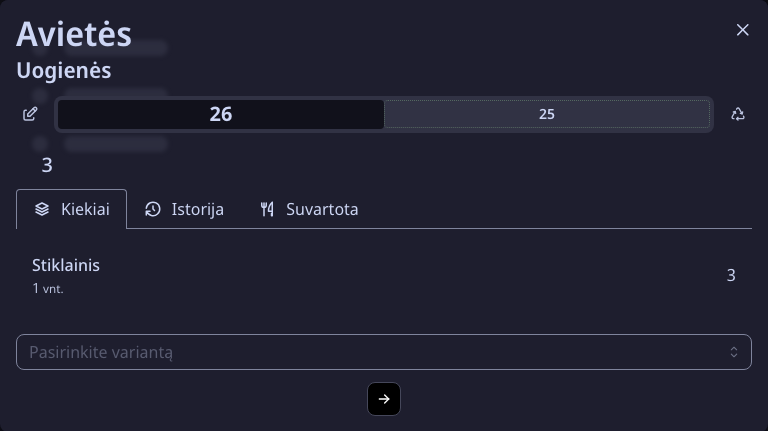 Avietės
Uogienės
26 25
3
Kiekiai Istorija Suvartota
Stiklainis
3
1 vnt.
Pasirinkite variantą